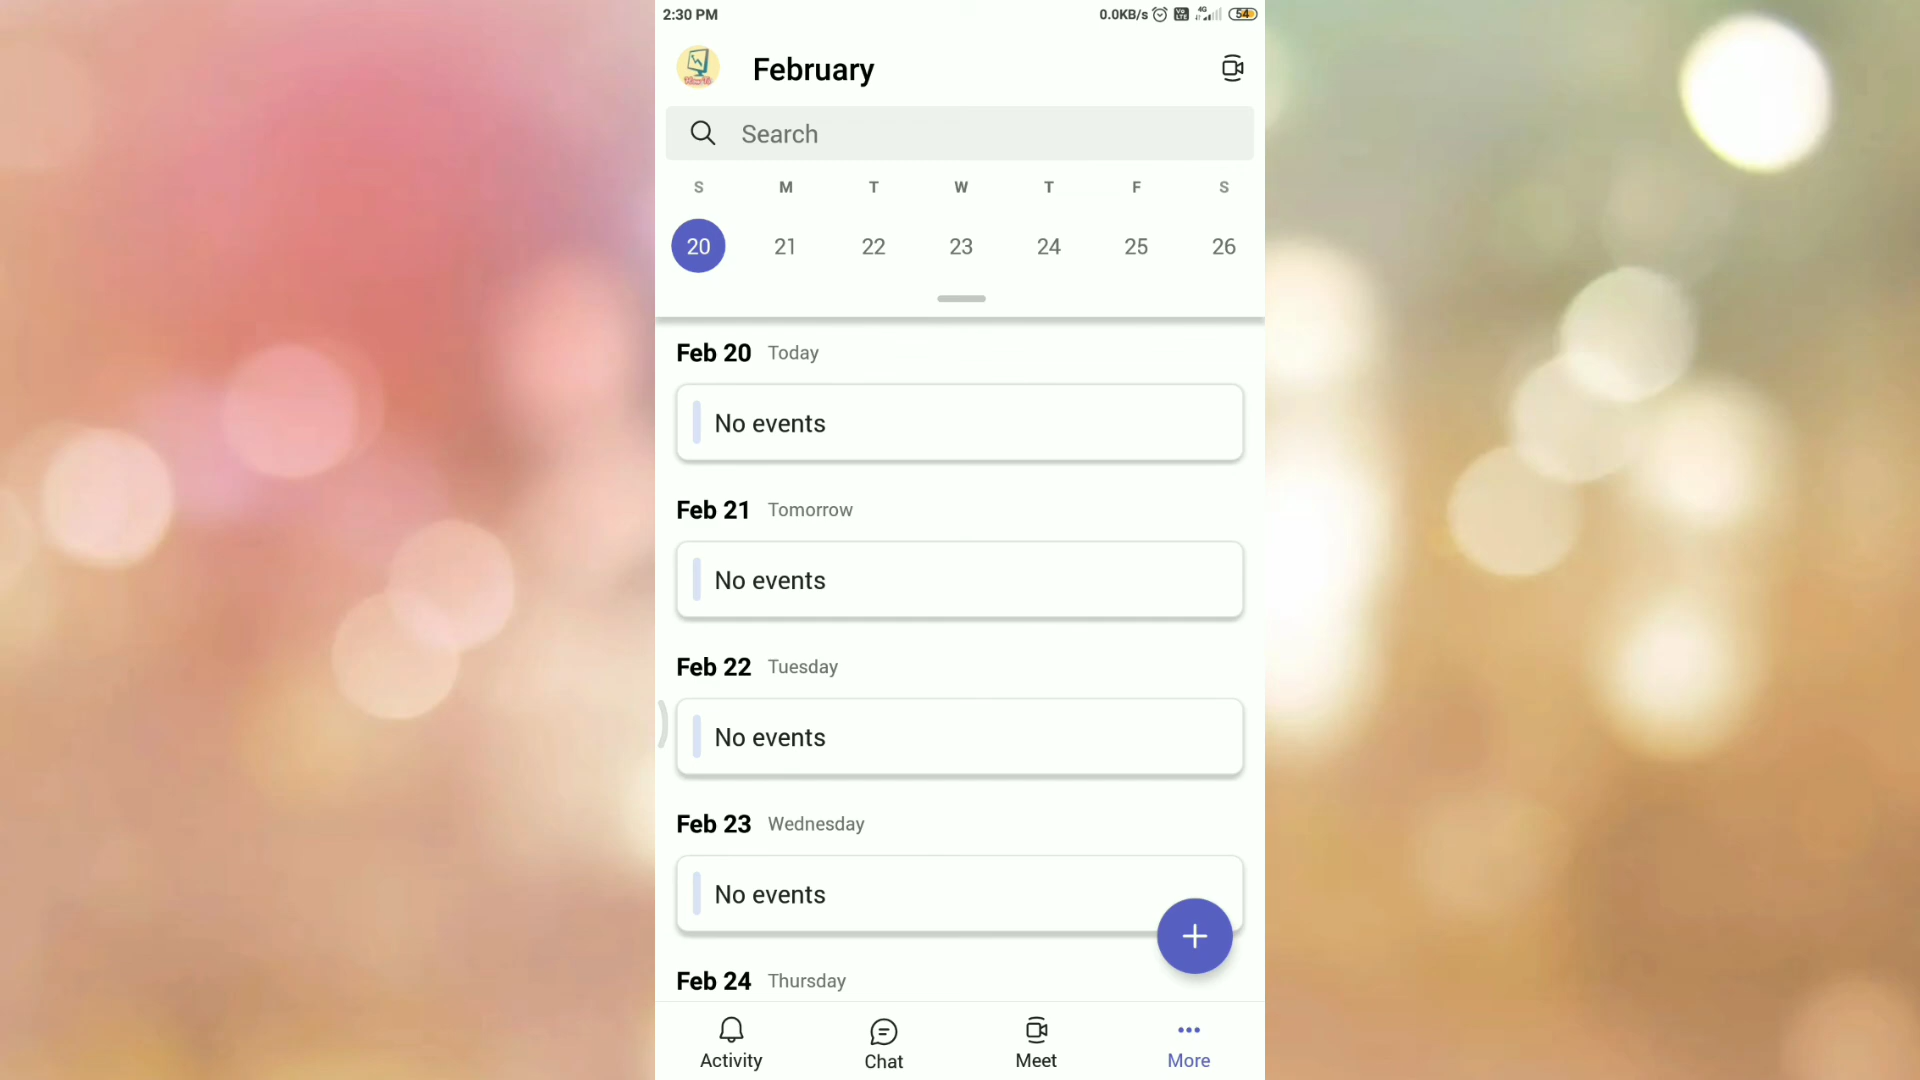 2:30 PM 0.0KB/s 4G 54
February
Search
S M T W T F S
20 21 22 23 24 25 26
Feb 20 Today
No events
Feb 21 Tomorrow
No events
Feb 22 Tuesday
No events
Feb 23 Wednesday
No events
Feb 24 Thursday
Activity Chat Meet More